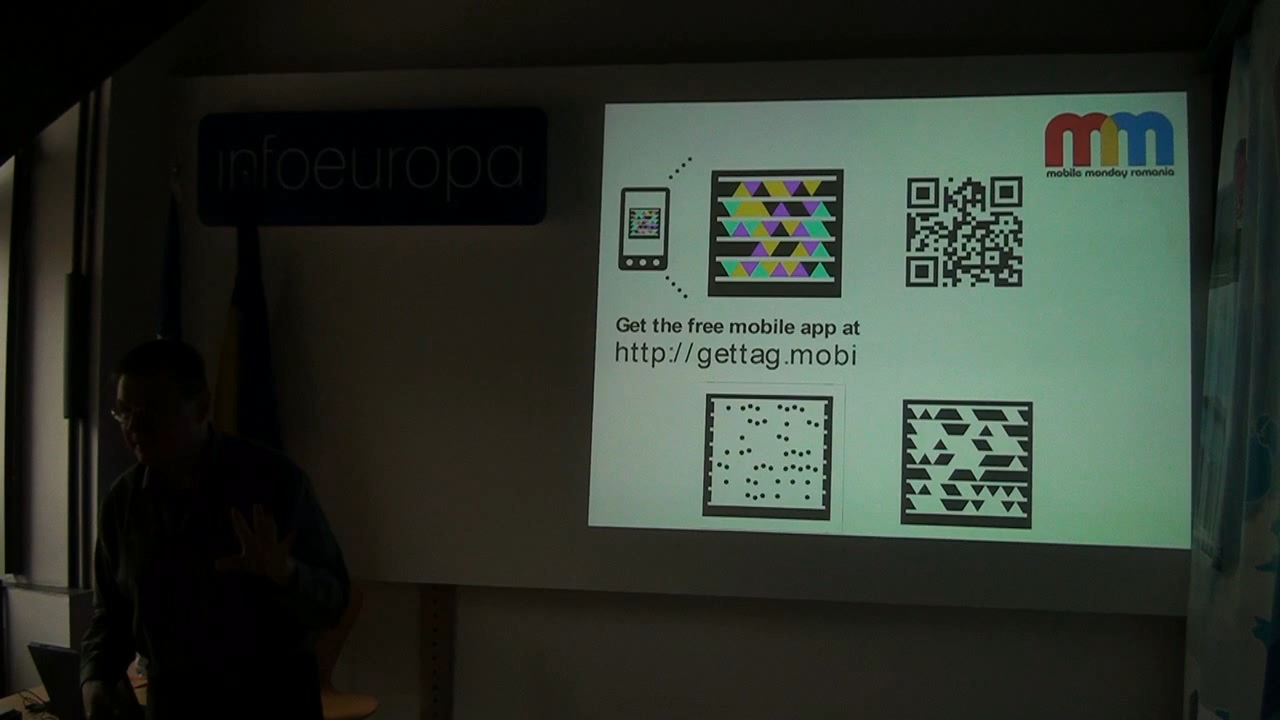 infoeuropa
mm
mobile monday romania
Get the free mobile app at
http://gettag.mobi